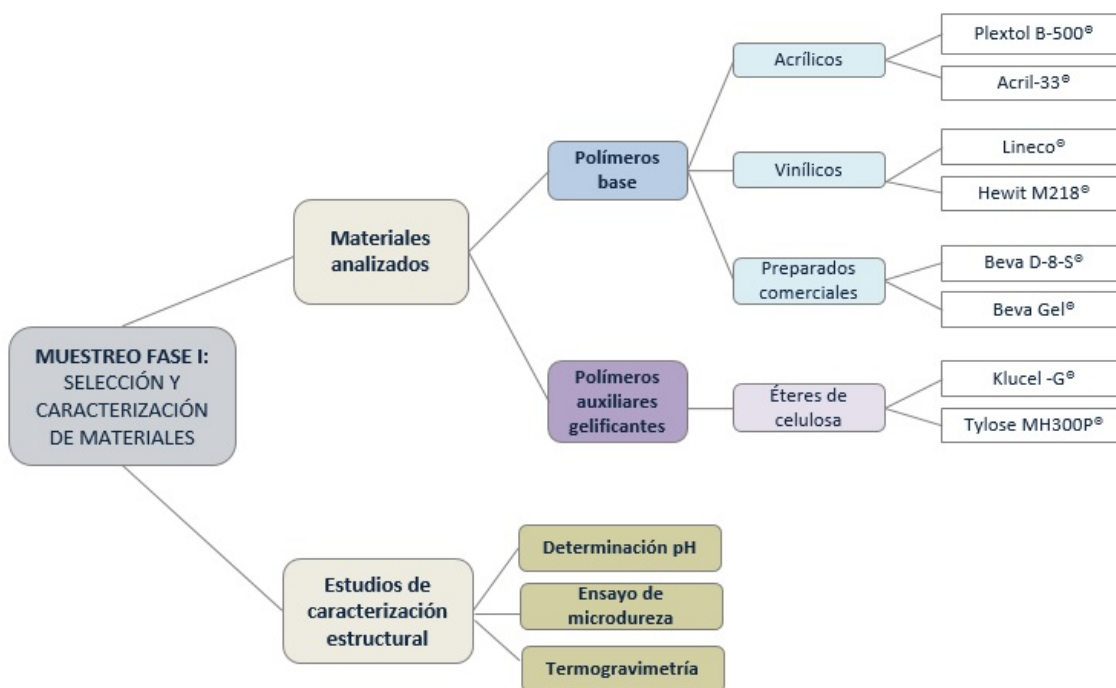 MUESTREO FASE I:
SELECCIÓN Y
CARACTERIZACIÓN
DE MATERIALES
Materiales
analizados
Polímeros
base
Acrílicos
Plextol B-500®
Acril-33®
Vinílicos
Lineco®
Hewit M218®
Preparados
comerciales
Beva D-8-S®
Beva Gel®
Polímeros
auxiliares
gelificantes
Éteres de
celulosa
Klucel -G®
Tylose MH300P®
Estudios de
caracterización
estructural
Determinación pH
Ensayo de
microdureza
Termogravimetría